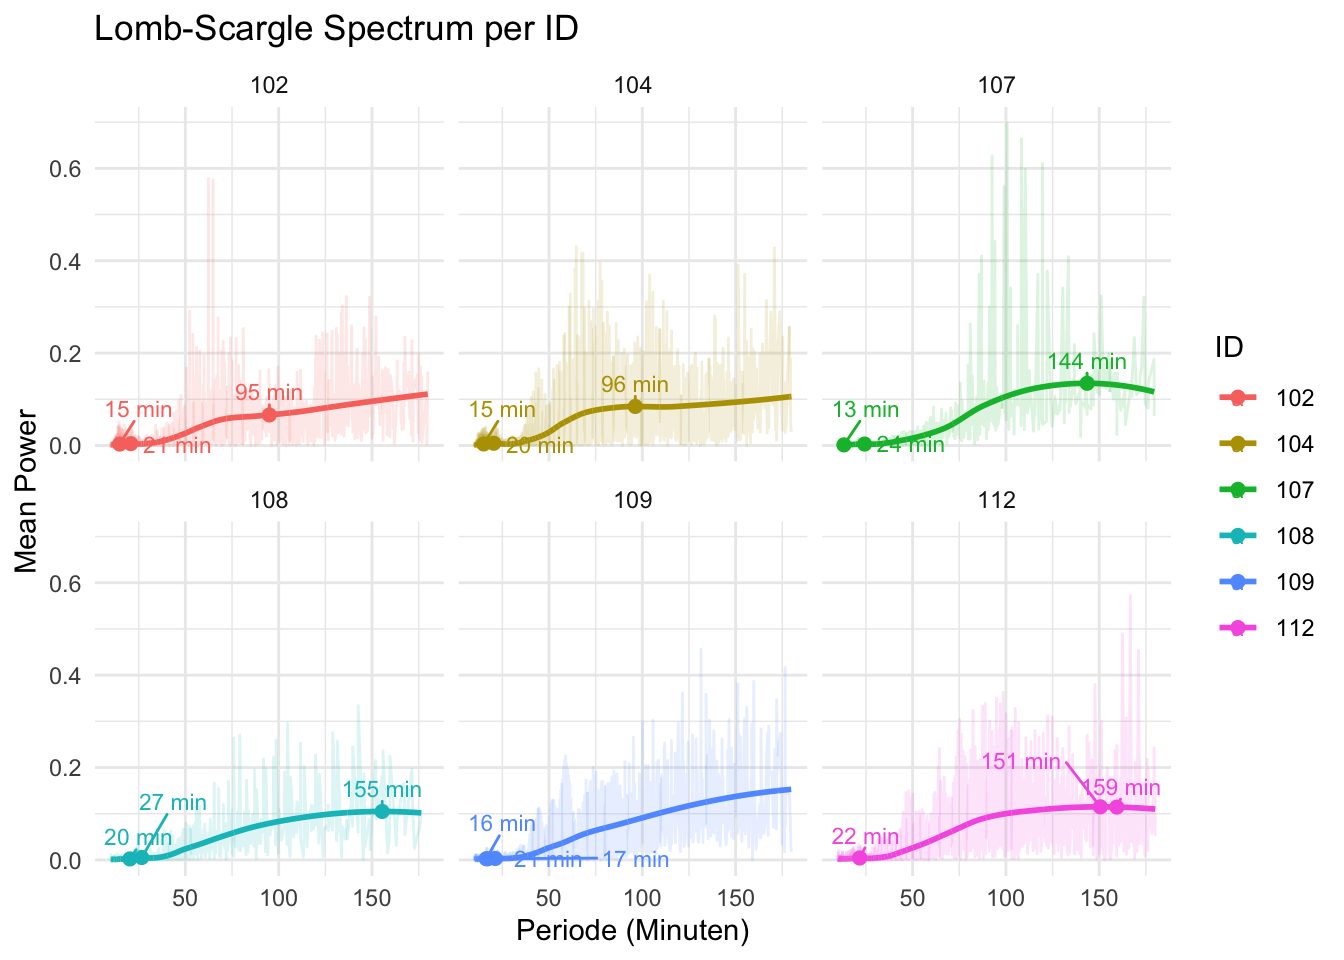 Lomb-Scargle Spectrum per ID
102
104
107
0.6
0.4
0.2
0.0
95 min
15 min
21 min
96 min
15 min
20 min
144 min
13 min
24 min
Mean Power
108
109
112
0.6
0.4
0.2
0.0
155 min
27 min
20 min
16 min
21 min
17 min
151 min
159 min
22 min
50
100
150
50
100
150
50
100
150
Periode (Minuten)
ID
102
104
107
108
109
112